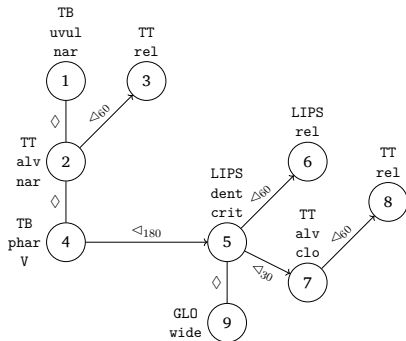 TB
uvul
nar
1
TT
rel
3
◁60
◇
TT
alv
nar
2
◇
TB
phar
V
4
◁180
LIPS
dent
crit
5
LIPS
rel
6
◁60
◁30
TT
alv
clo
7
◁60
TT
rel
8
◇
GLO
wide
9